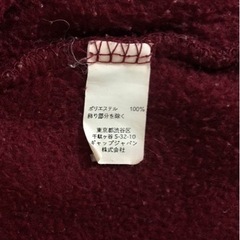 ポリエステル 100%
飾り部分を除く
東京都渋谷区
千駄ヶ谷 5-32-10
ギャップジャパン
株式会社